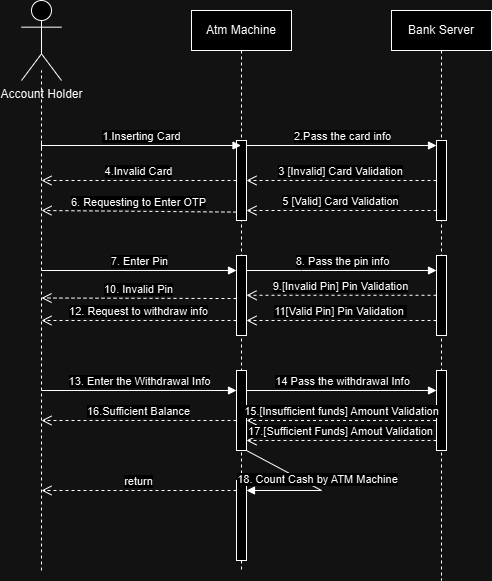 Atm Machine
Bank Server
Account Holder
1.Inserting Card
2.Pass the card info
4.Invalid Card
3 [Invalid] Card Validation
6. Requesting to Enter OTP
5 [Valid] Card Validation
7. Enter Pin
8. Pass the pin info
10. Invalid Pin
9.[Invalid Pin] Pin Validation
12. Request to withdraw info
11[Valid Pin] Pin Validation
13. Enter the Withdrawal Info
14 Pass the withdrawal Info
16.Sufficient Balance
15.[Insufficient funds] Amount Validation
17.[Sufficient Funds] Amout Validation
18. Count Cash by ATM Machine
return